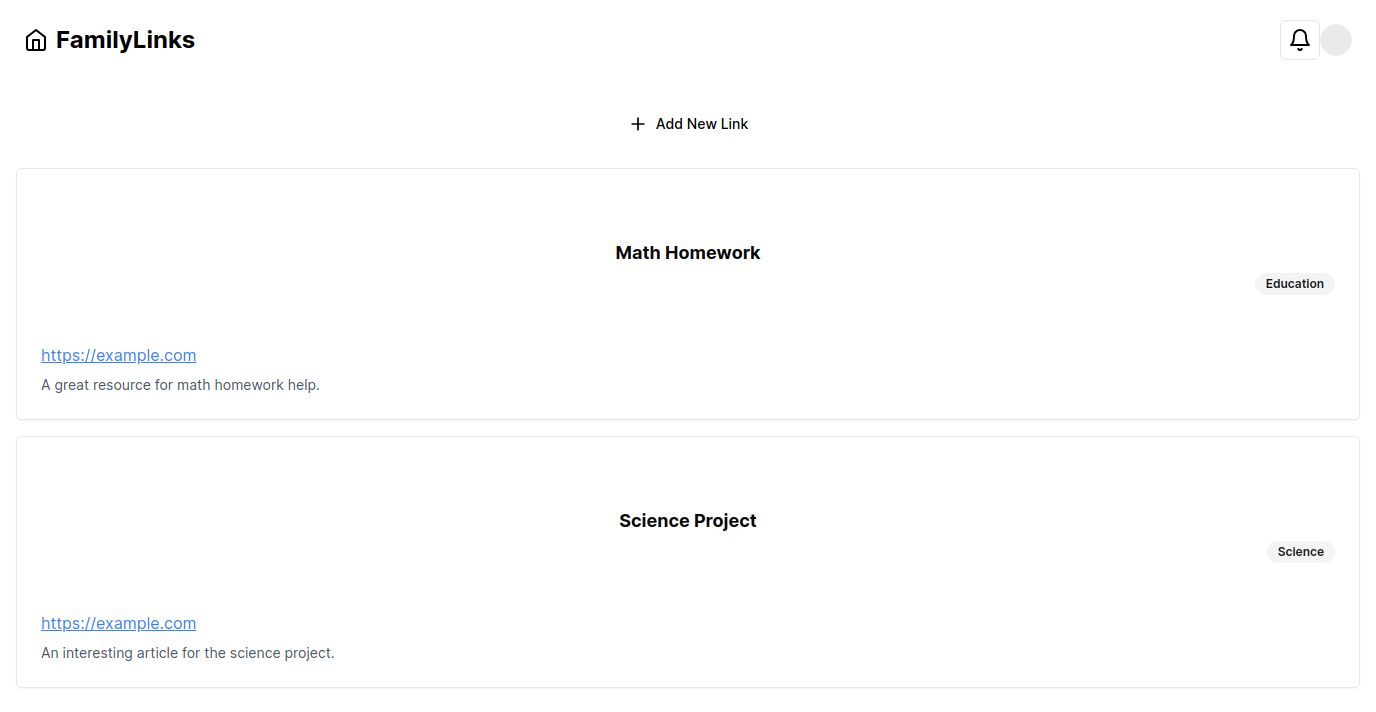 FamilyLinks
Add New Link
Math Homework
Education
https://example.com
A great resource for math homework help.
Science Project
Science
https://example.com
An interesting article for the science project.